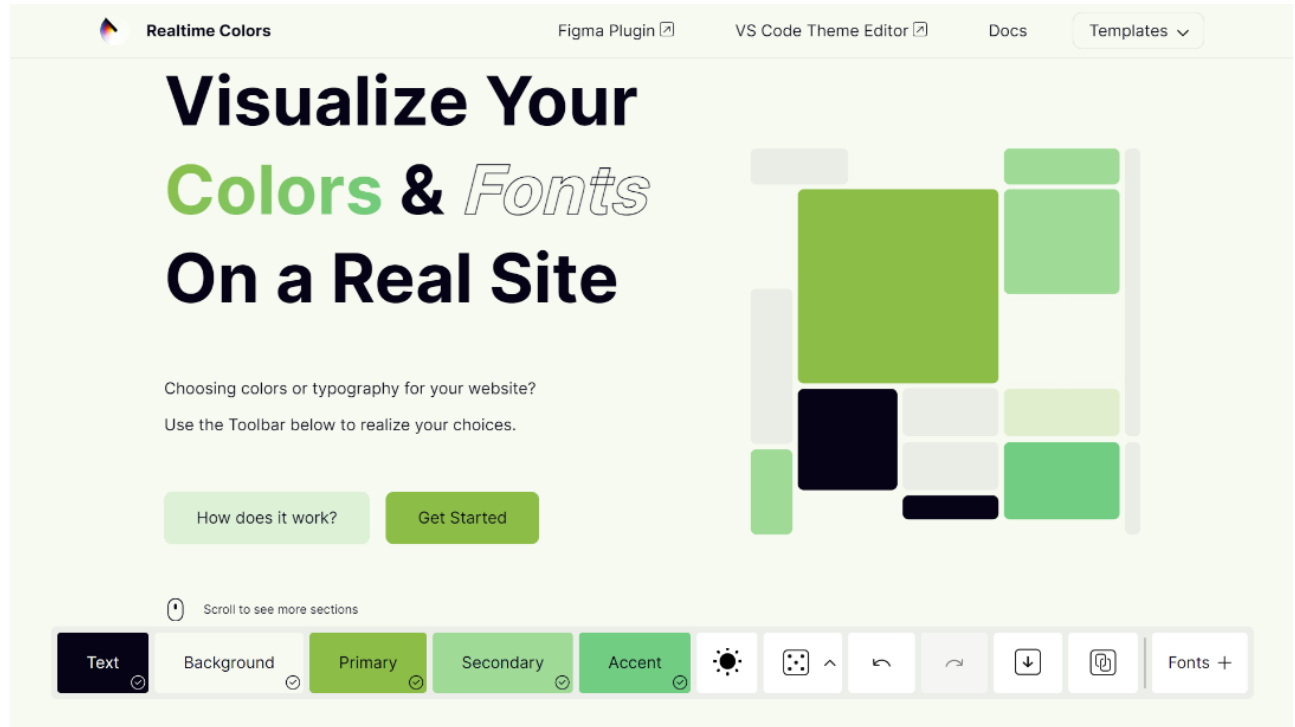 Realtime Colors
Figma Plugin
VS Code Theme Editor
Docs
Templates
Visualize Your
Colors & Fonts
On a Real Site
Choosing colors or typography for your website?
Use the Toolbar below to realize your choices.
How does it work?
Get Started
Scroll to see more sections
Text
Background
Primary
Secondary
Accent
Fonts +